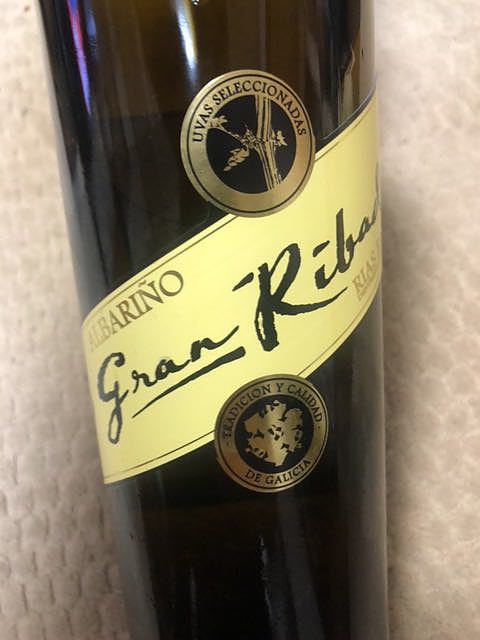 UVAS SELECCIONADAS
ALBARIÑO
Gran Ribad
RIAS
TRADICION Y CALIDAD
DE GALICIA